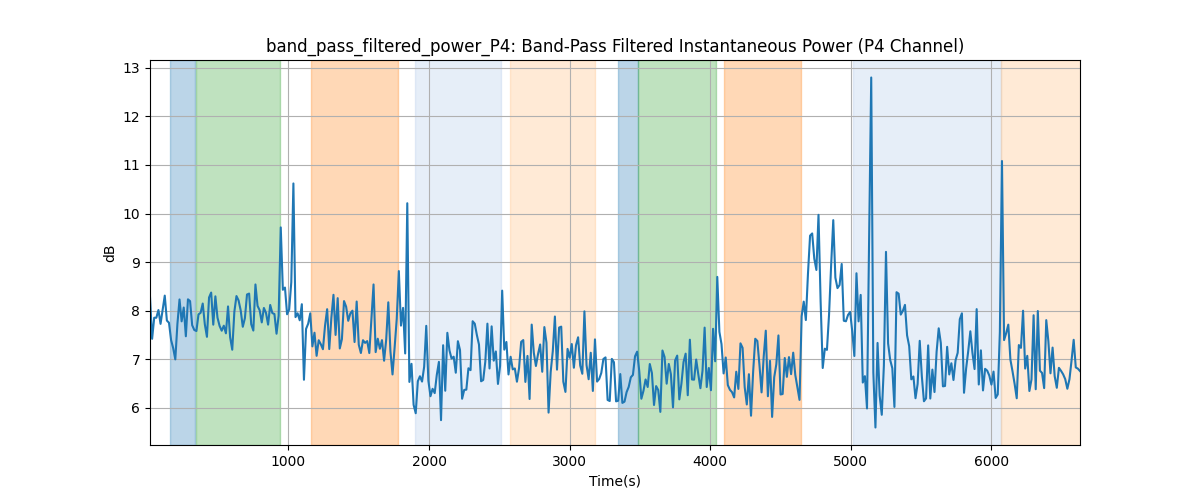 band_pass_filtered_power_P4: Band-Pass Filtered Instantaneous Power (P4 Channel)
13
12
11
10
9
8
7
6
dB
1000 2000 3000 4000 5000 6000
Time(s)